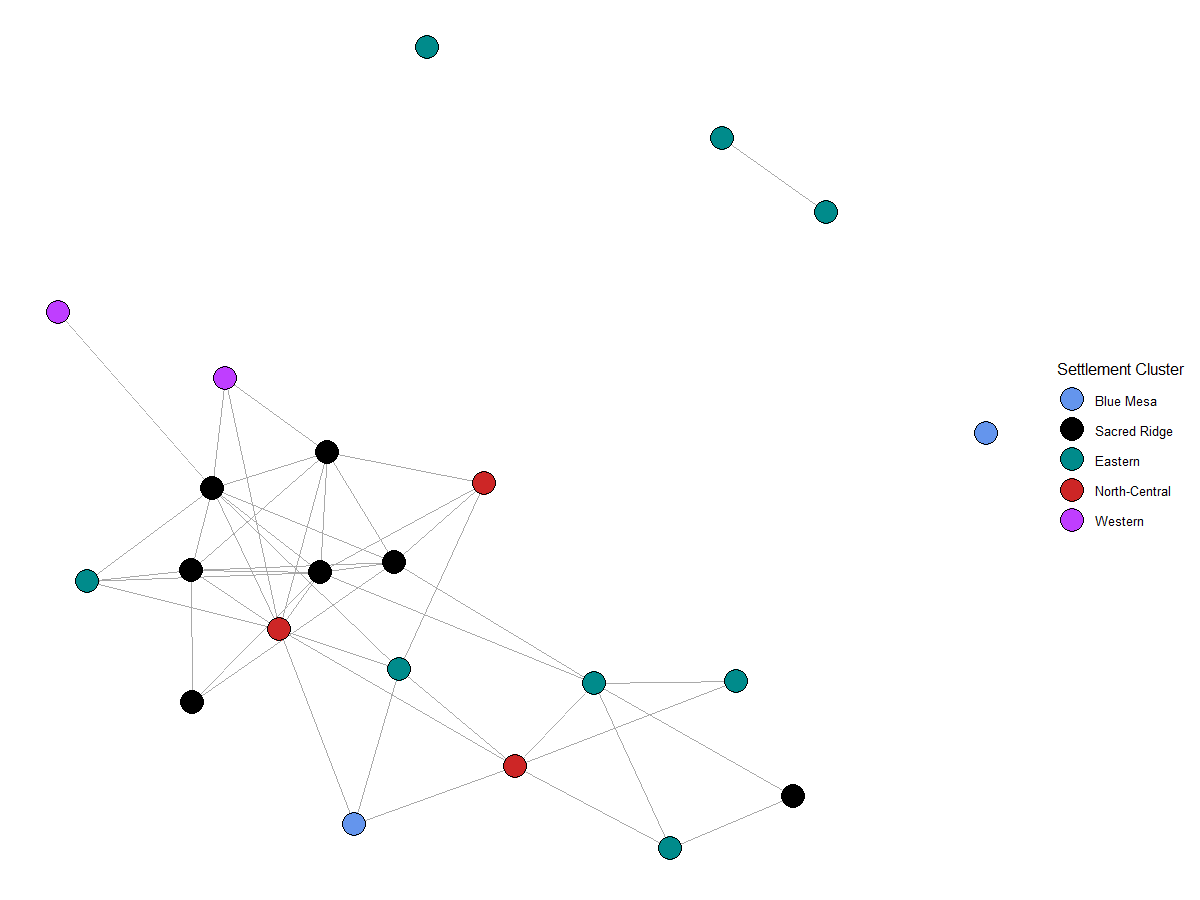 Settlement Cluster
Blue Mesa
Sacred Ridge
Eastern
North-Central
Western